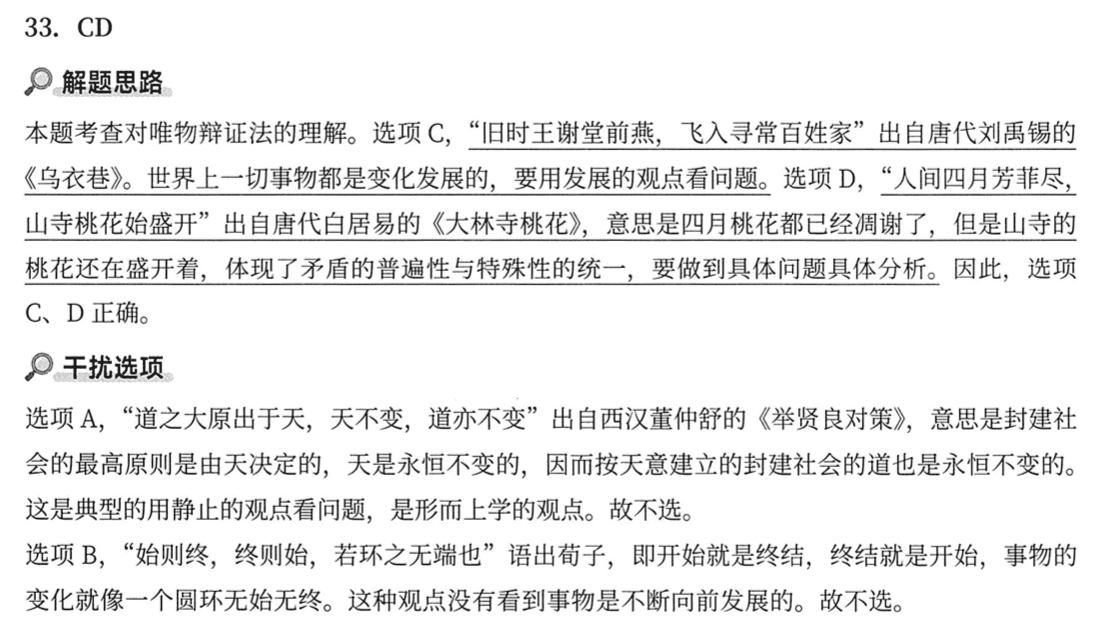 33. CD
解题思路
本题考查对唯物辩证法的理解。选项 C，“旧时王谢堂前燕，飞入寻常百姓家”出自唐代刘禹锡的
《乌衣巷》。世界上一切事物都是变化发展的，要用发展的观点看问题。选项 D，“人间四月芳菲尽，
山寺桃花始盛开”出自唐代白居易的《大林寺桃花》，意思是四月桃花都已经凋谢了，但是山寺的
桃花还在盛开着，体现了矛盾的普遍性与特殊性的统一，要做到具体问题具体分析。因此，选项
C、D 正确。
干扰选项
选项 A，“道之大原出于天，天不变，道亦不变”出自西汉董仲舒的《举贤良对策》，意思是封建社
会的最高原则是由天决定的，天是永恒不变的，因而按天意建立的封建社会的道也是永恒不变的。
这是典型的用静止的观点看问题，是形而上学的观点。故不选。
选项 B，“始则终，终则始，若环之无端也”语出荀子，即开始就是终结，终结就是开始，事物的
变化就像一个圆环无始无终。这种观点没有看到事物是不断向前发展的。故不选。